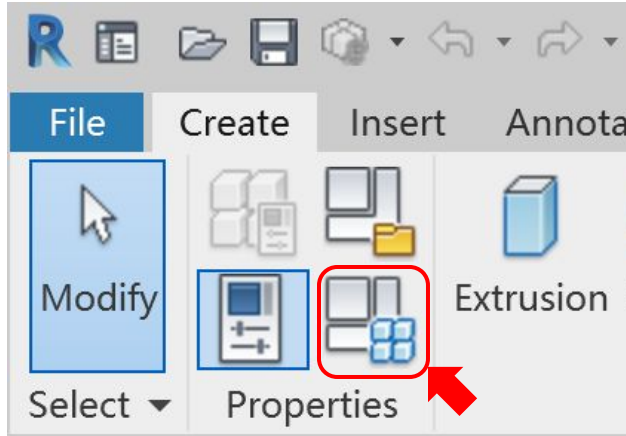 File Create Insert Annota
Modify
Extrusion
Select Properties